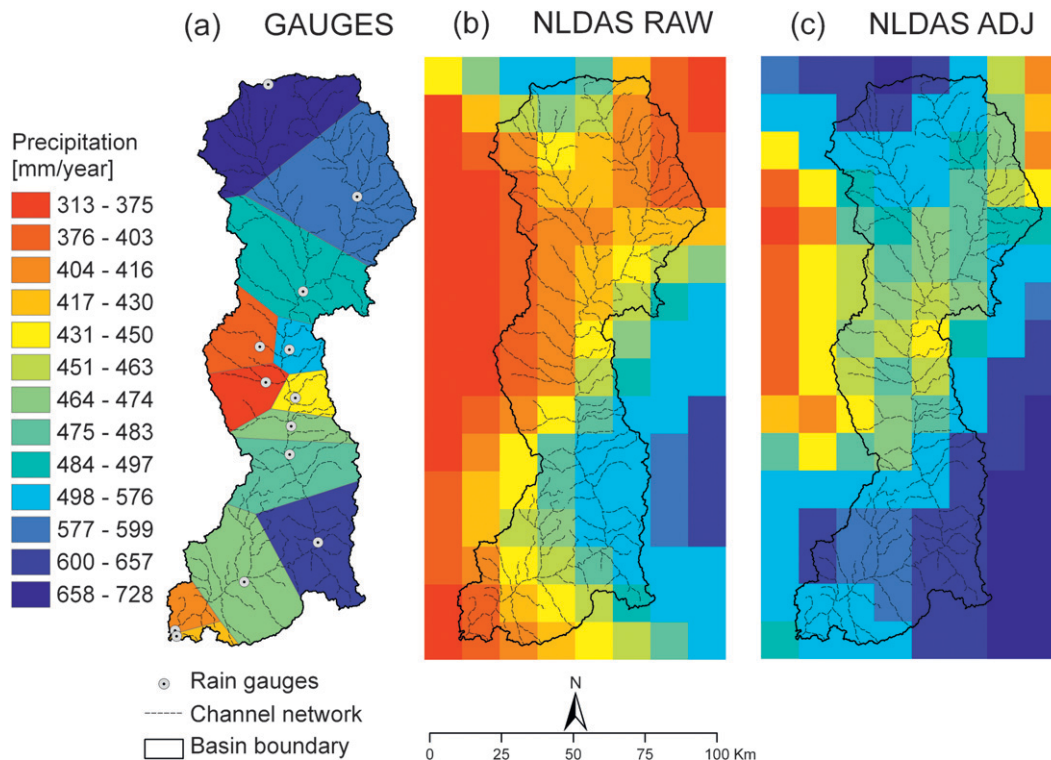 (a) GAUGES
(b) NLDAS RAW
(c) NLDAS ADJ
Precipitation
[mm/year]
313 - 375
376 - 403
404 - 416
417 - 430
431 - 450
451 - 463
464 - 474
475 - 483
484 - 497
498 - 576
577 - 599
600 - 657
658 - 728
Rain gauges
Channel network
Basin boundary
N
0 25 50 75 100 Km